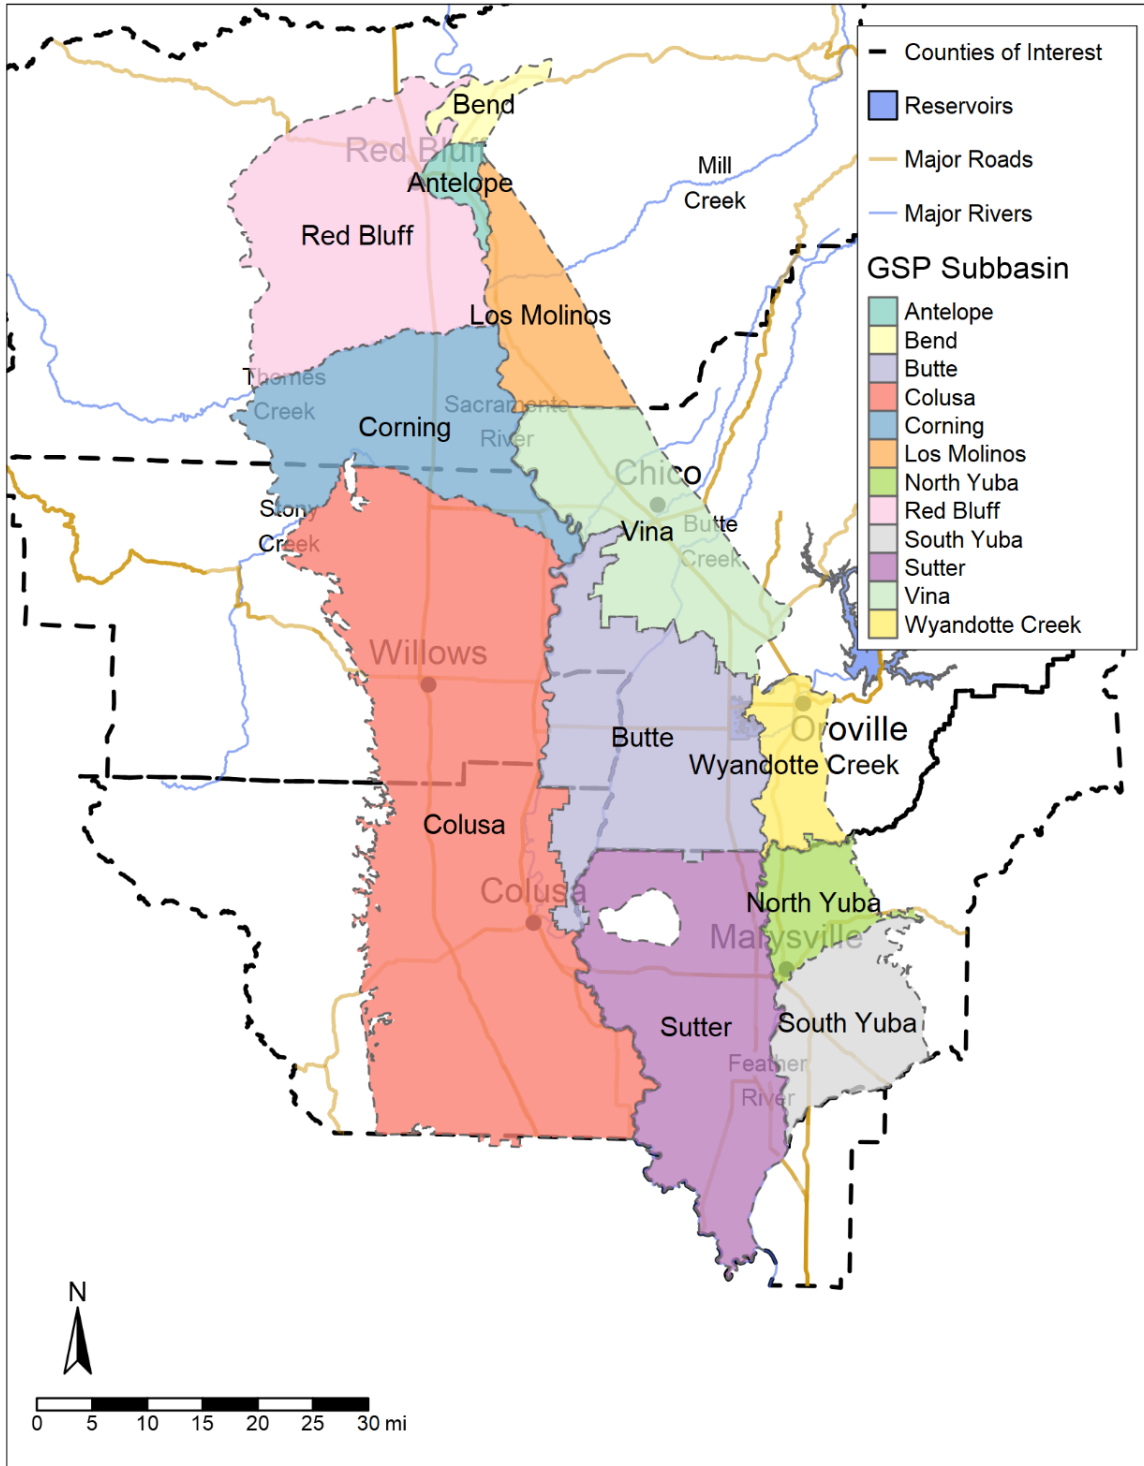 Counties of Interest
Reservoirs
Major Roads
Major Rivers
GSP Subbasin
Antelope
Bend
Butte
Colusa
Corning
Los Molinos
North Yuba
Red Bluff
South Yuba
Sutter
Vina
Wyandotte Creek
Bend
Red Bluff
Antelope
Mill
Creek
Red Bluff
Los Molinos
Thomes
Creek
Sacramento
River
Corning
Chico
Stony
Creek
Vina
Butte
Creek
Willows
Butte
Oroville
Wyandotte Creek
Colusa
Colusa
North Yuba
Marysville
Sutter
South Yuba
Feather
River
N
0 5 10 15 20 25 30 mi